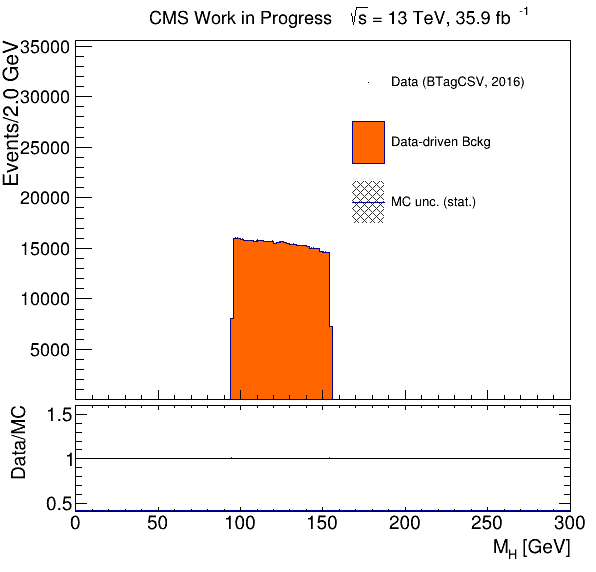 CMS Work in Progress √s = 13 TeV, 35.9 fb⁻¹
Events/2.0 GeV
35000
30000
25000
20000
15000
10000
5000
Data (BTagCSV, 2016)
Data-driven Bckg
MC unc. (stat.)
Data/MC
1.5
1
0.5
0 50 100 150 200 250 300
M_H [GeV]